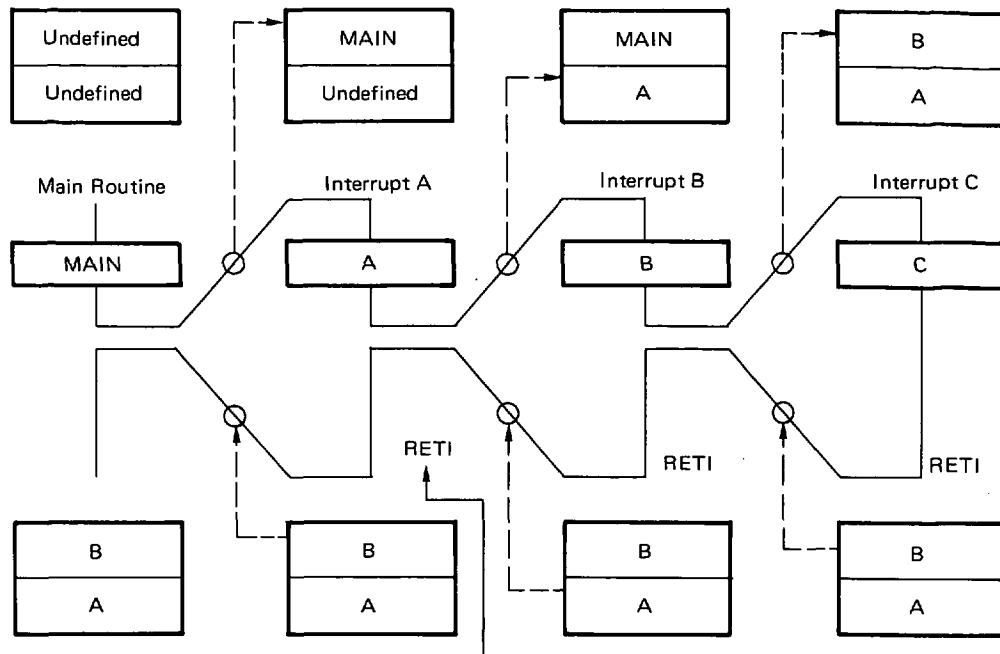 Undefined
Undefined
MAIN
Undefined
MAIN
A
B
A
Main Routine
Interrupt A
Interrupt B
Interrupt C
MAIN
A
B
C
RETI
RETI
RETI
B
A
B
A
B
A
B
A